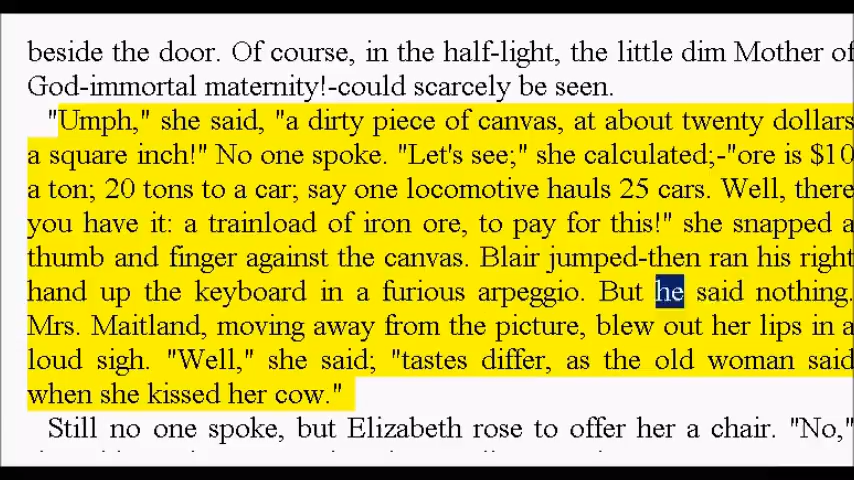 beside the door. Of course, in the half-light, the little dim Mother of
God-immortal maternity!-could scarcely be seen.
"Umph," she said, "a dirty piece of canvas, at about twenty dollars
a square inch!" No one spoke. "Let's see;" she calculated;-"ore is $10
a ton; 20 tons to a car; say one locomotive hauls 25 cars. Well, there
you have it: a trainload of iron ore, to pay for this!" she snapped a
thumb and finger against the canvas. Blair jumped-then ran his right
hand up the keyboard in a furious arpeggio. But he said nothing.
Mrs. Maitland, moving away from the picture, blew out her lips in a
loud sigh. "Well," she said; "tastes differ, as the old woman said
when she kissed her cow."
Still no one spoke, but Elizabeth rose to offer her a chair. "No,"